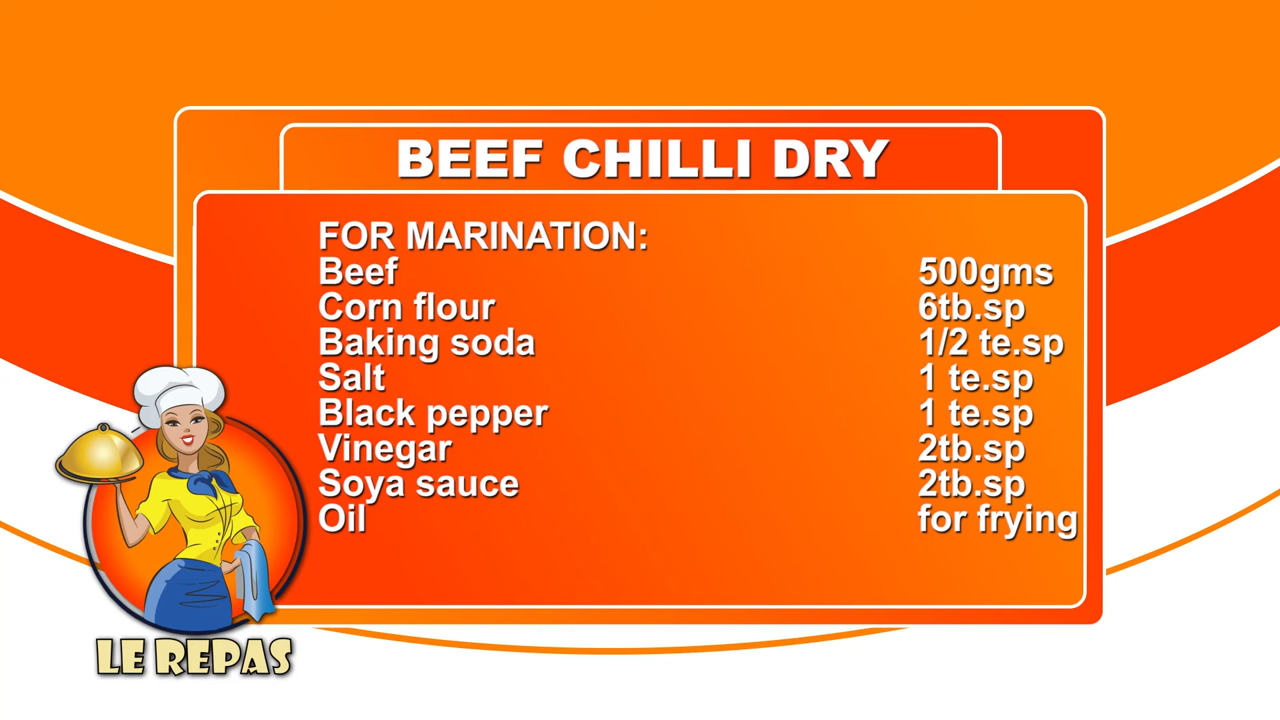 BEEF CHILLI DRY
FOR MARINATION:
Beef 500gms
Corn flour 6tb.sp
Baking soda 1/2 te.sp
Salt 1 te.sp
Black pepper 1 te.sp
Vinegar 2tb.sp
Soya sauce 2tb.sp
Oil for frying
LE REPAS